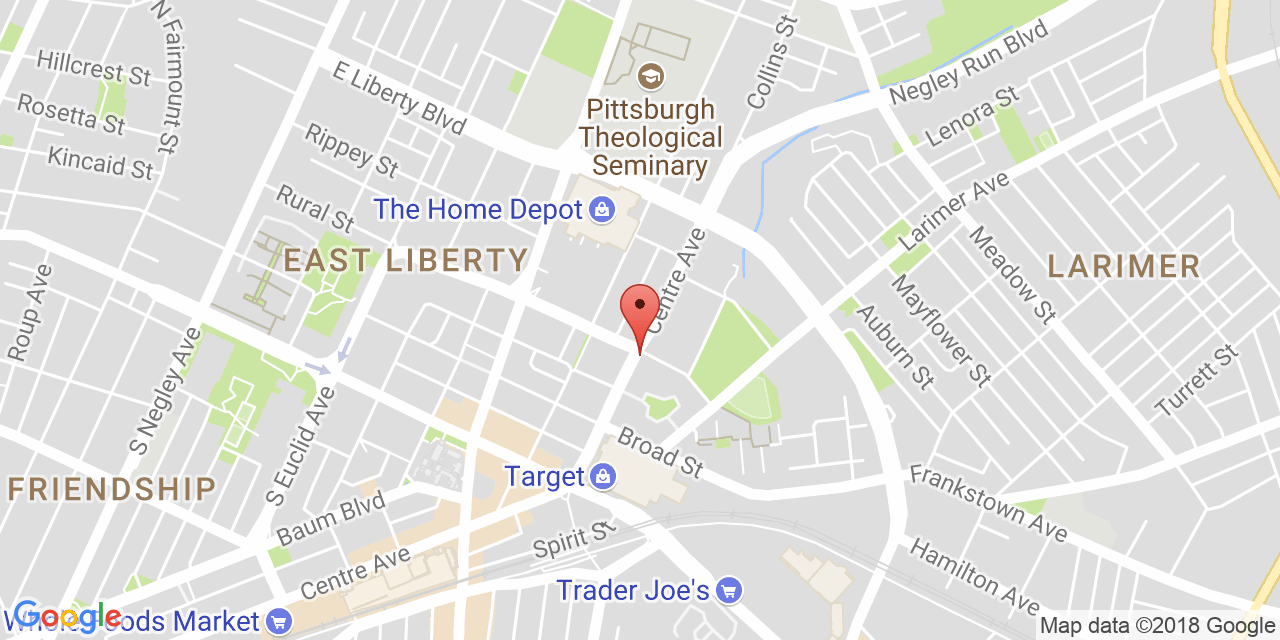 N Fairmount St
Collins St
Hillcrest St
E Liberty Blvd
Negley Run Blvd
Rosetta St
Pittsburgh
Theological
Seminary
Lenora St
Rippey St
Kincaid St
Rural St
The Home Depot
Larimer Ave
EAST LIBERTY
Centre Ave
LARIMER
Meadow St
Roup Ave
Mayflower St
Auburn St
S Negley Ave
Turrett St
S Euclid Ave
Broad St
Target
FRIENDSHIP
Baum Blvd
Frankstown Ave
Spirit St
Centre Ave
Hamilton Ave
Trader Joe's
Whole Foods Market
Google
Map data ©2018 Google